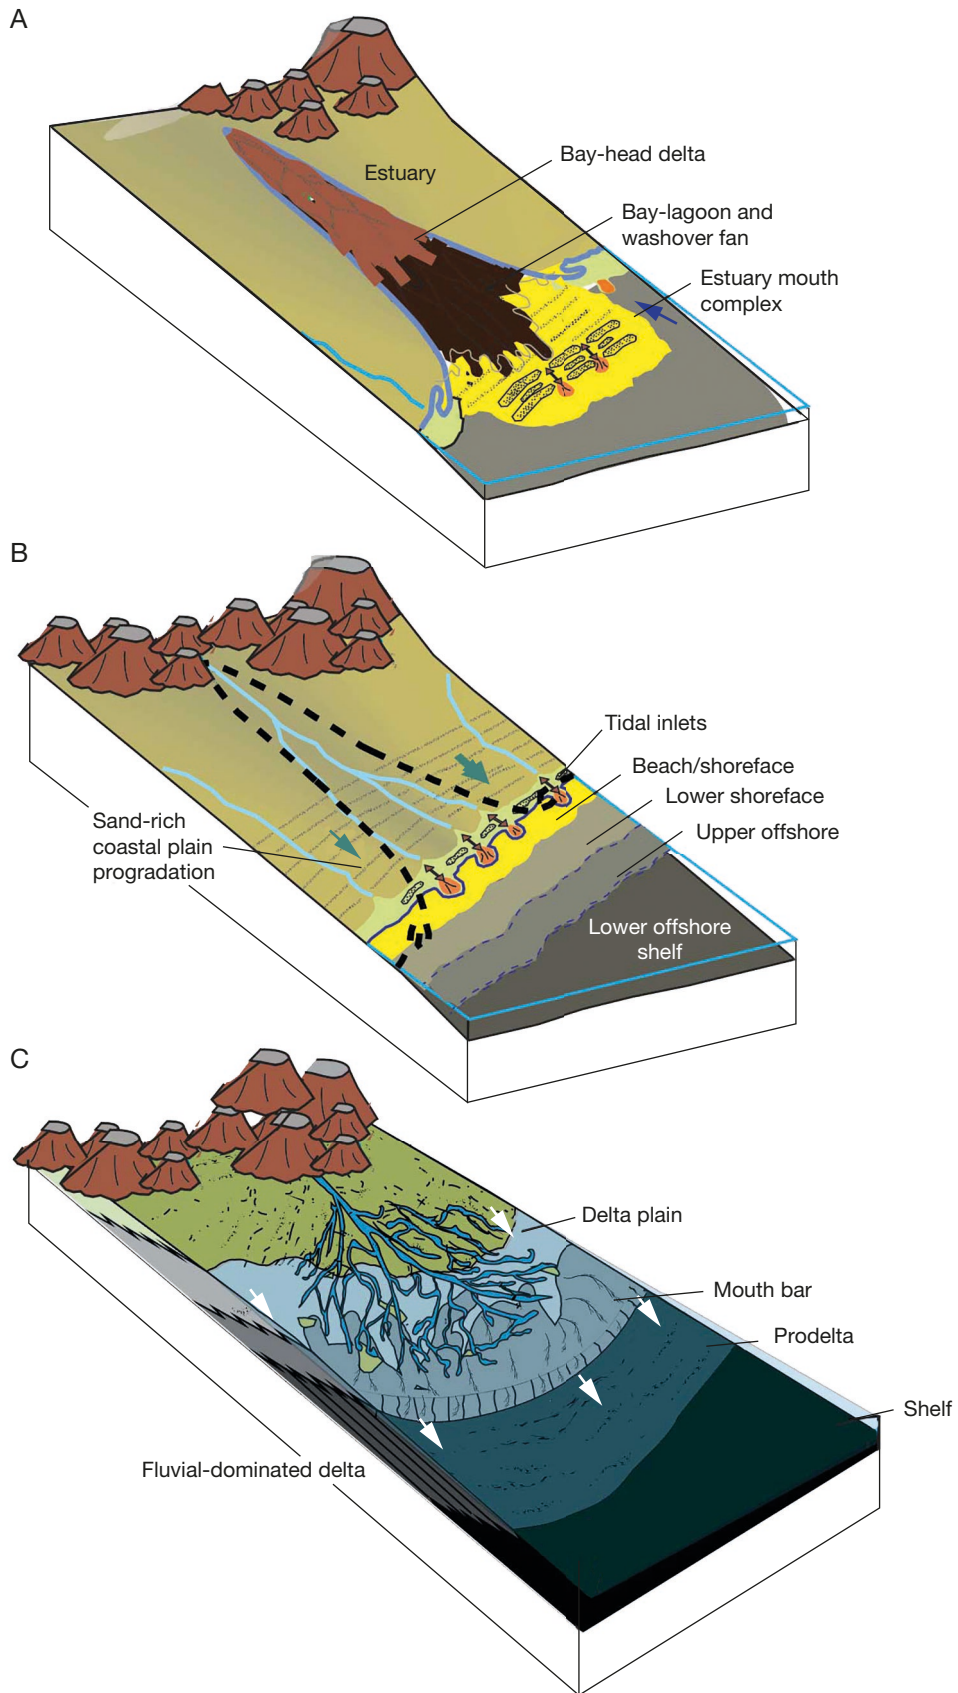 A
Bay-head delta
Estuary
Bay-lagoon and
washover fan
Estuary mouth
complex
B
Tidal inlets
Beach/shoreface
Lower shoreface
Upper offshore
Sand-rich
coastal plain
progradation
Lower offshore
shelf
C
Delta plain
Mouth bar
Prodelta
Shelf
Fluvial-dominated delta